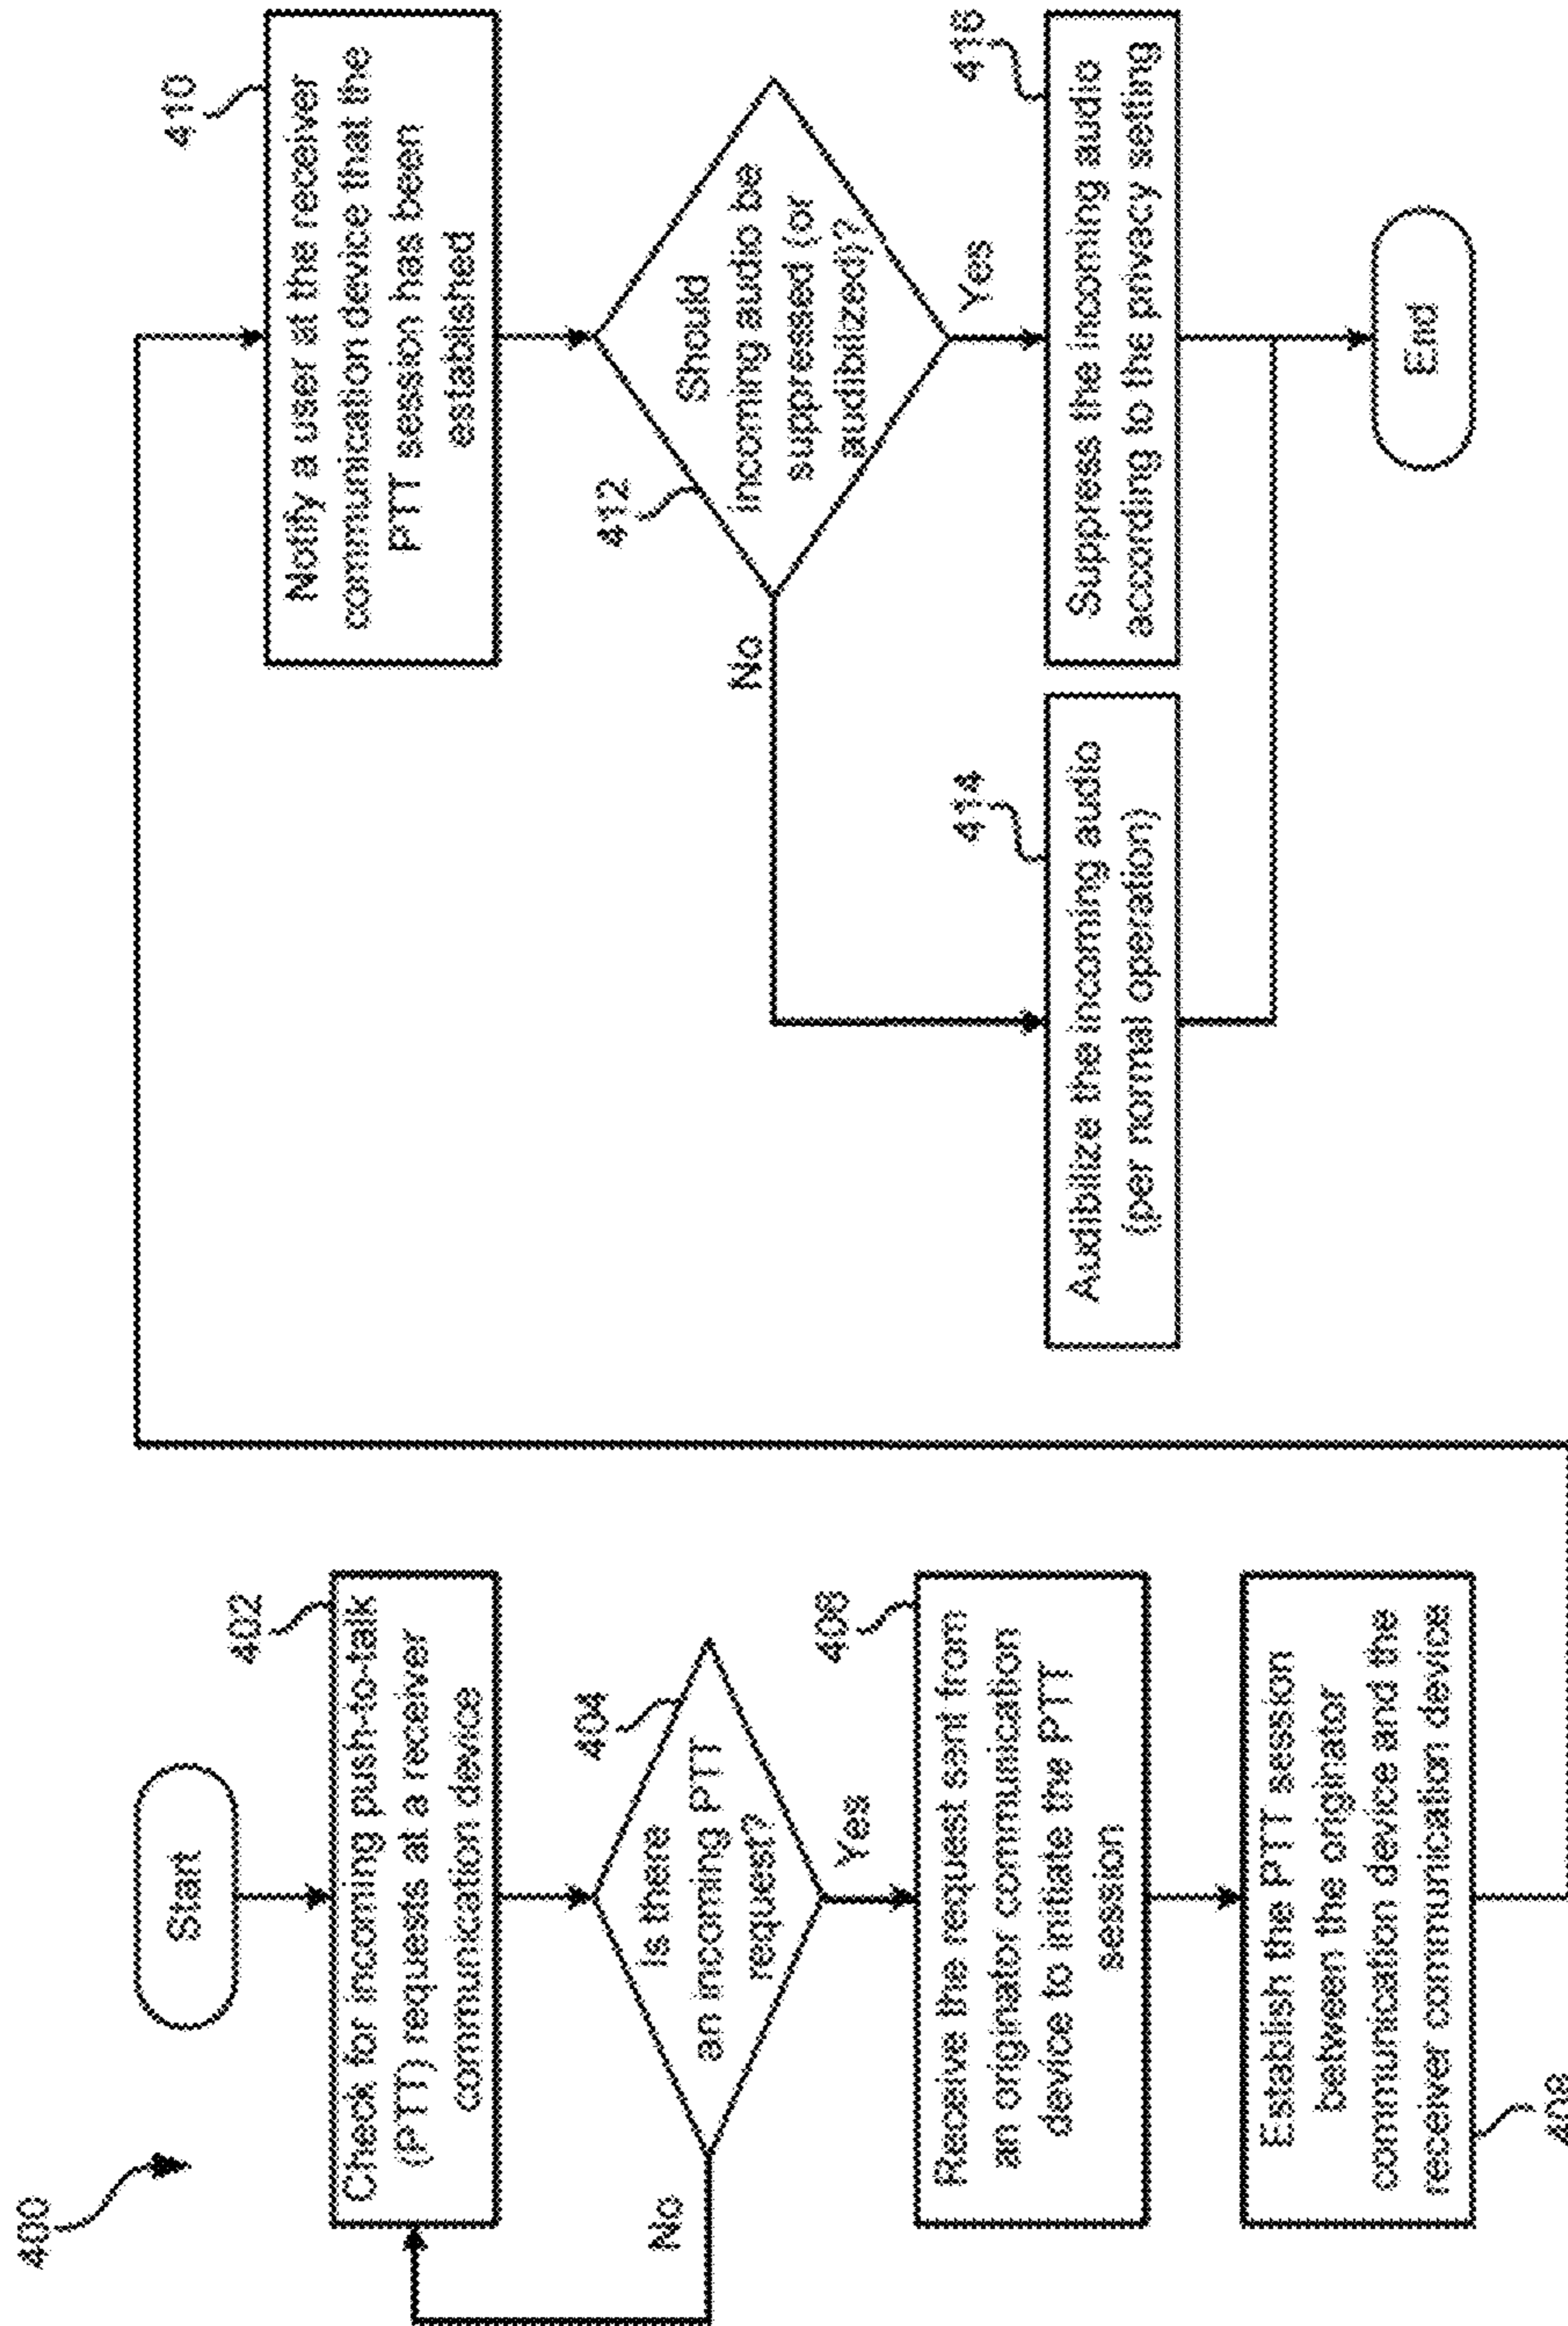 400
Start
402
Check for incoming push-to-talk
(PTT) requests at a receiver
communication device
404
Is there
an incoming PTT
request?
No
Yes
406
Receive the request sent from
an originator communication
device to initiate the PTT
session
408
Establish the PTT session
between the originator
communication device and the
receiver communication device
410
Notify a user at the receiver
communication device that the
PTT session has been
established
412
Should
incoming audio be
suppressed (or
audibilized)?
No
Yes
414
Audibilize the incoming audio
(per normal operation)
416
Suppress the incoming audio
according to the privacy setting
End